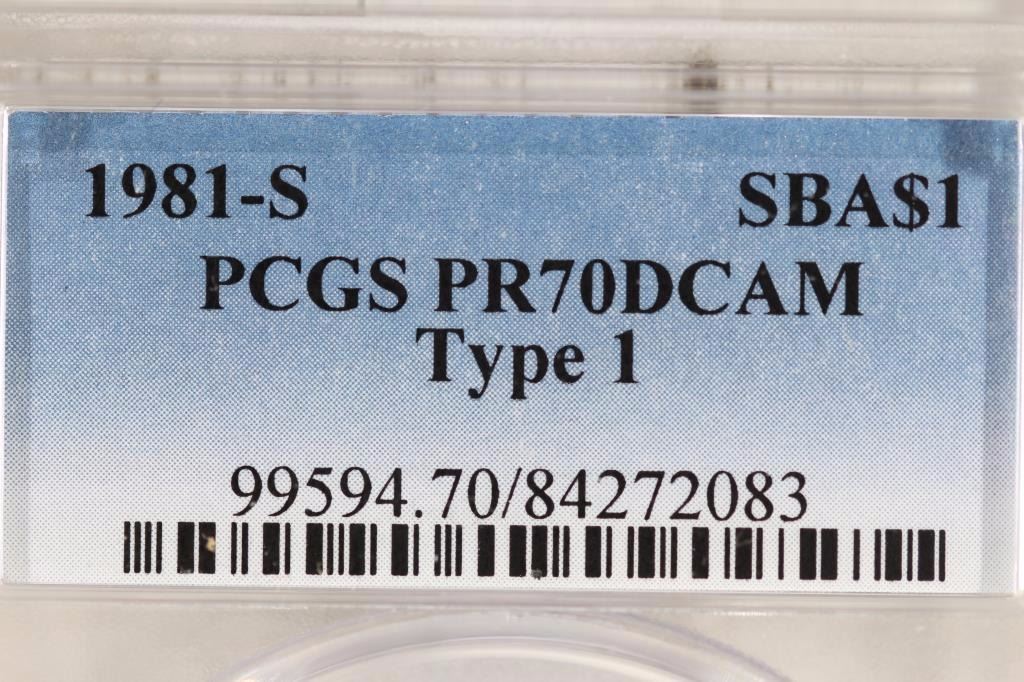 1981-S SBA$1
PCGS PR70DCAM
Type 1
99594.70/84272083